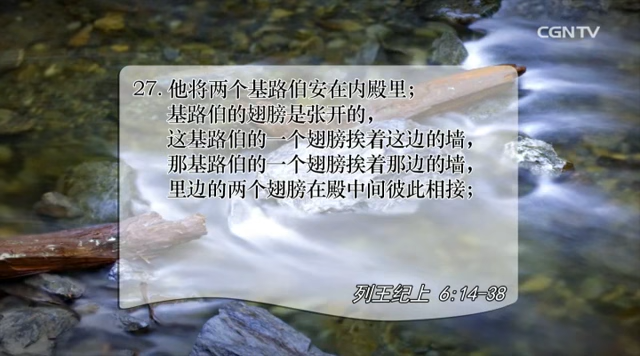 CGNTV
27. 他将两个基路伯安在内殿里；
基路伯的翅膀是张开的，
这基路伯的一个翅膀挨着这边的墙，
那基路伯的一个翅膀挨着那边的墙，
里边的两个翅膀在殿中间彼此相接；
列王纪上 6:14-38